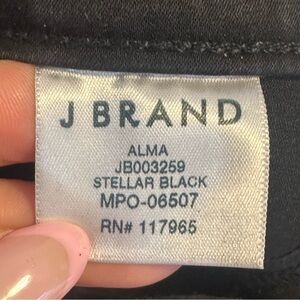 J BRAND
ALMA
JB003259
STELLAR BLACK
MPO-06507
RN# 117965